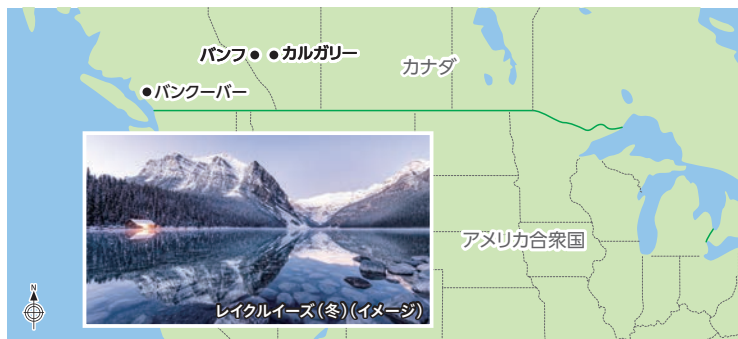 バンフ
カルガリー
カナダ
バンクーバー
アメリカ合衆国
レイクルイーズ（冬）（イメージ）
N